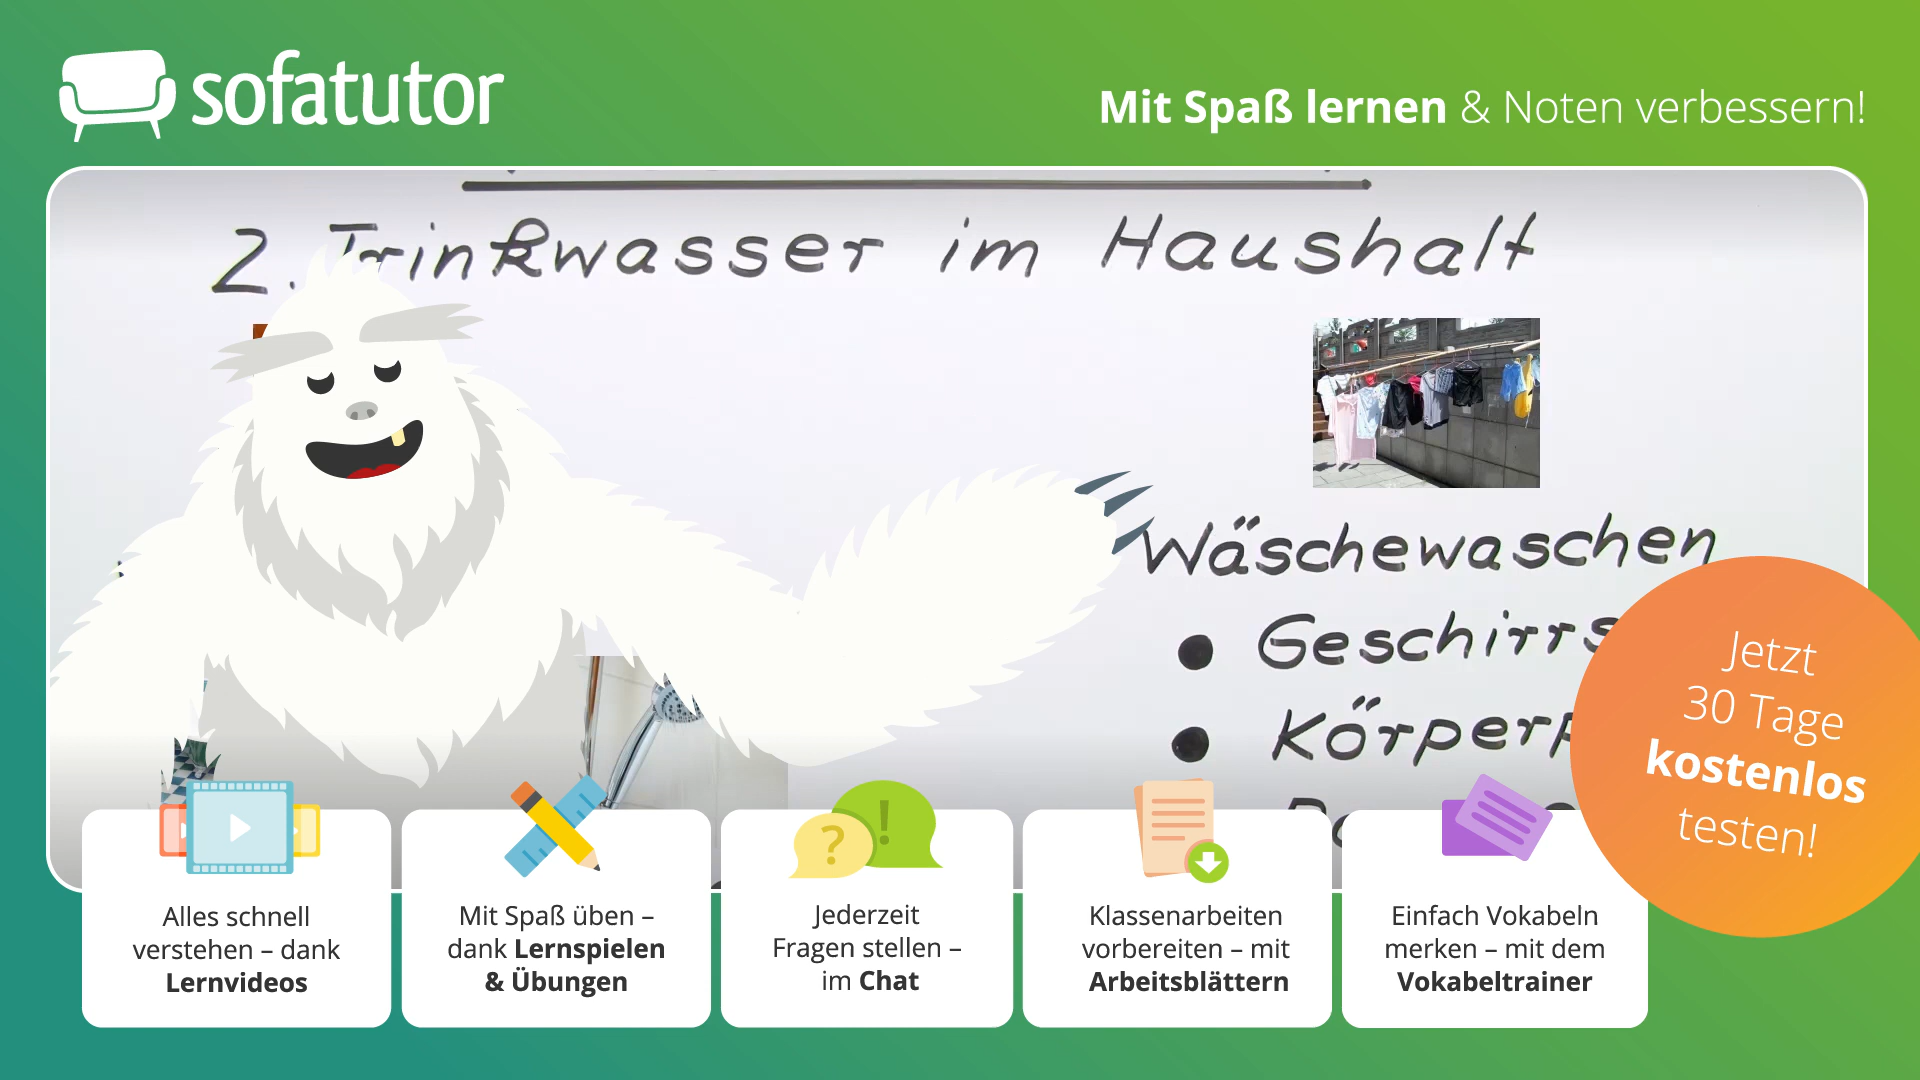 sofatutor
Mit Spaß lernen & Noten verbessern!
2. Trinkwasser im Haushalt
Wäschewaschen
• Geschirrs
• Körperp
Jetzt
30 Tage
kostenlos
testen!
?
!
Alles schnell
verstehen – dank
Lernvideos
Mit Spaß üben –
dank Lernspielen
& Übungen
Jederzeit
Fragen stellen –
im Chat
Klassenarbeiten
vorbereiten – mit
Arbeitsblättern
Einfach Vokabeln
merken – mit dem
Vokabeltrainer